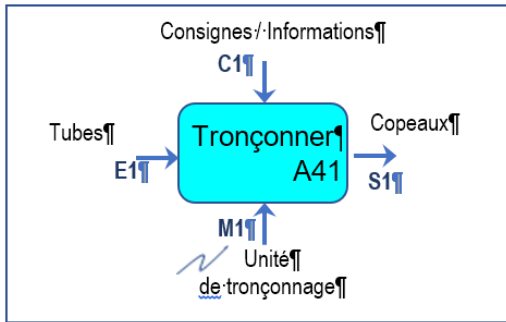 Consignes·/·Informations¶
C1¶
Tubes¶
E1¶
Tronçonner¶
A41
Copeaux¶
S1¶
M1¶
Unité¶
de·tronçonnage¶